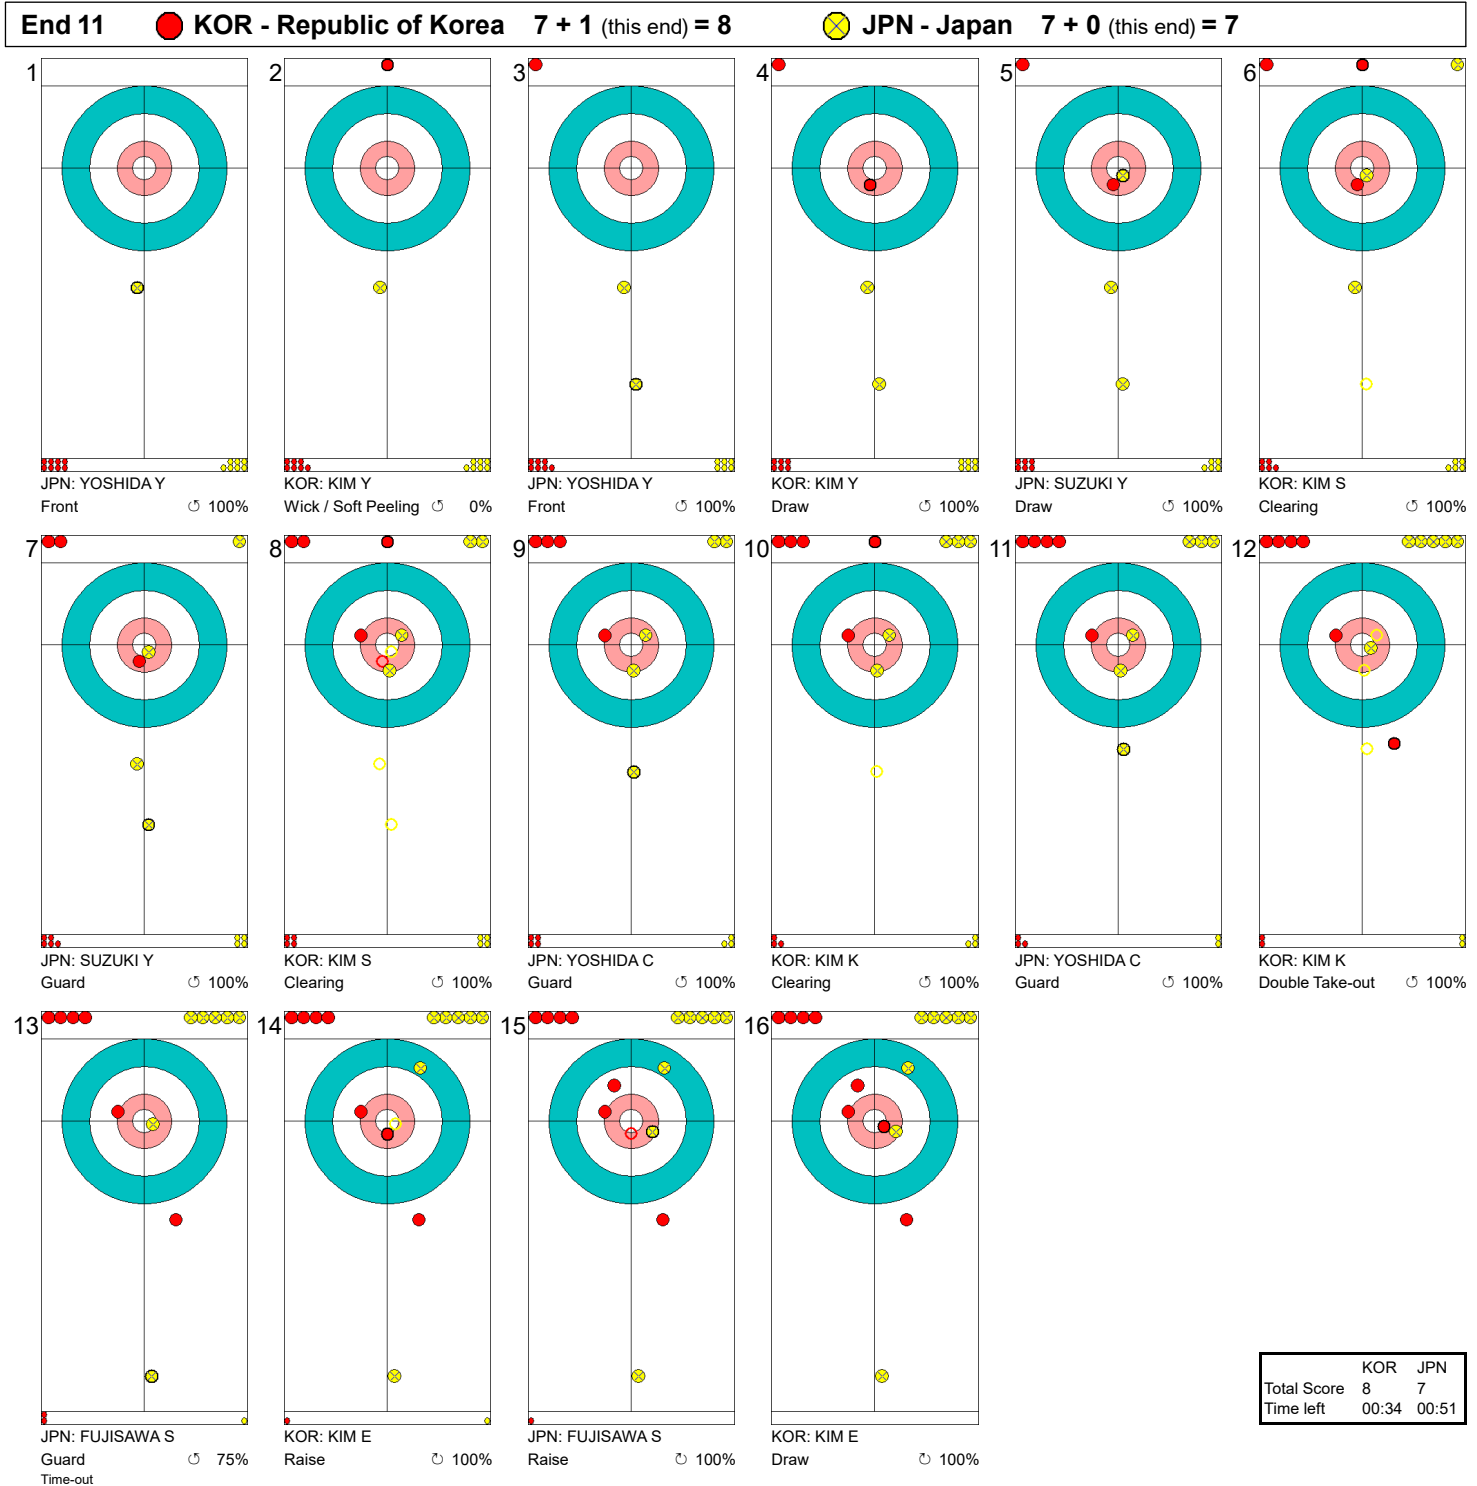 End 11 KOR - Republic of Korea 7 + 1 (this end) = 8 JPN - Japan 7 + 0 (this end) = 7
1 2 3 4 5 6
JPN: YOSHIDA Y KOR: KIM Y JPN: YOSHIDA Y KOR: KIM Y JPN: SUZUKI Y KOR: KIM S
Front ↺ 100% Wick / Soft Peeling ↺ 0% Front ↺ 100% Draw ↺ 100% Draw ↺ 100% Clearing ↺ 100%
7 8 9 10 11 12
JPN: SUZUKI Y KOR: KIM S JPN: YOSHIDA C KOR: KIM K JPN: YOSHIDA C KOR: KIM K
Guard ↺ 100% Clearing ↺ 100% Guard ↺ 100% Clearing ↺ 100% Guard ↺ 100% Double Take-out ↺ 100%
13 14 15 16
KOR JPN
Total Score 8 7
Time left 00:34 00:51
JPN: FUJISAWA S KOR: KIM E JPN: FUJISAWA S KOR: KIM E
Guard ↺ 75% Raise ↻ 100% Raise ↻ 100% Draw ↻ 100%
Time-out